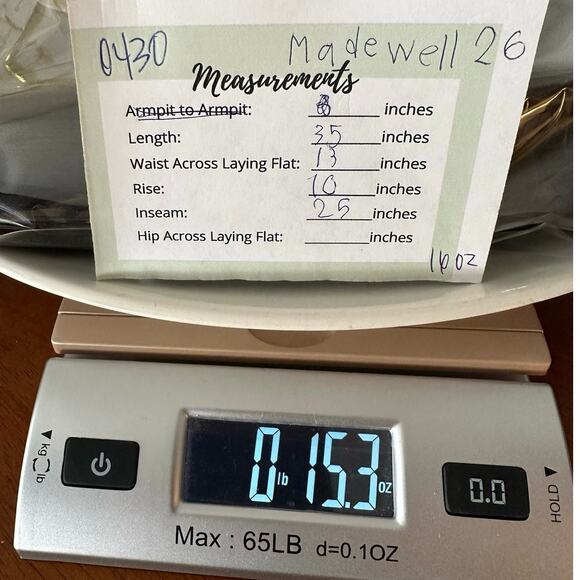 0430 Madewell 26
Measurements
Armpit to Armpit: inches
Length: 35 inches
Waist Across Laying Flat: 13 inches
Rise: 10 inches
Inseam: 25 inches
Hip Across Laying Flat: inches
16 oz
0 lb 15.3 oz
kg lb
0.0
HOLD
Max : 65LB d=0.1OZ